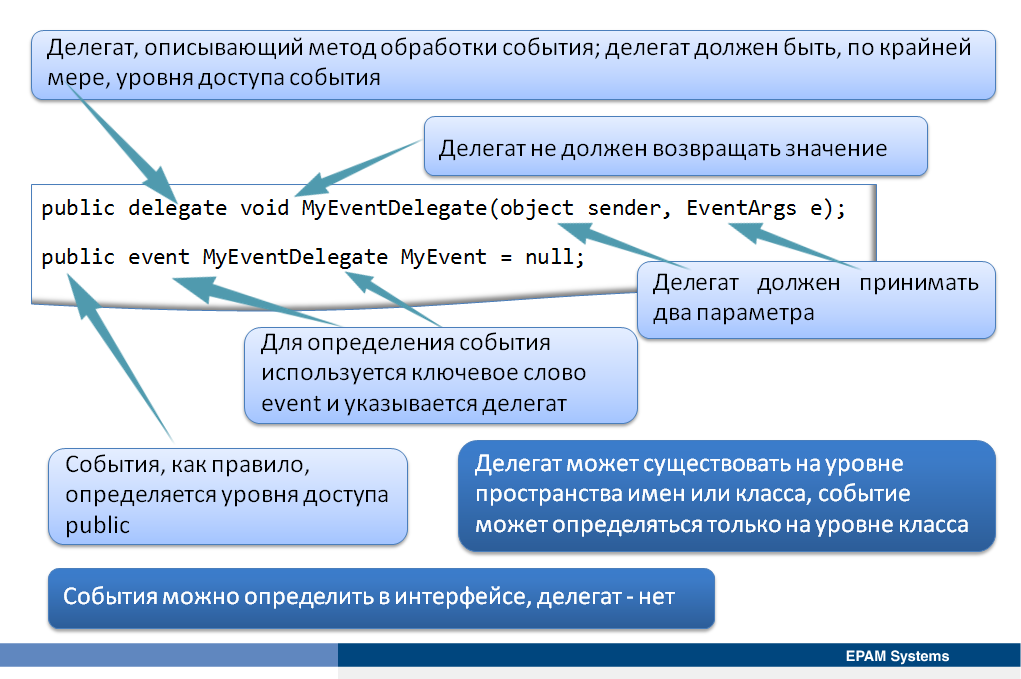 Делегат, описывающий метод обработки события; делегат должен быть, по крайней
мере, уровня доступа события
Делегат не должен возвращать значение
public delegate void MyEventDelegate(object sender, EventArgs e);
public event MyEventDelegate MyEvent = null;
Делегат должен принимать
два параметра
Для определения события
используется ключевое слово
event и указывается делегат
События, как правило,
определяется уровня доступа
public
Делегат может существовать на уровне
пространства имен или класса, событие
может определяться только на уровне класса
События можно определить в интерфейсе, делегат - нет
EPAM Systems